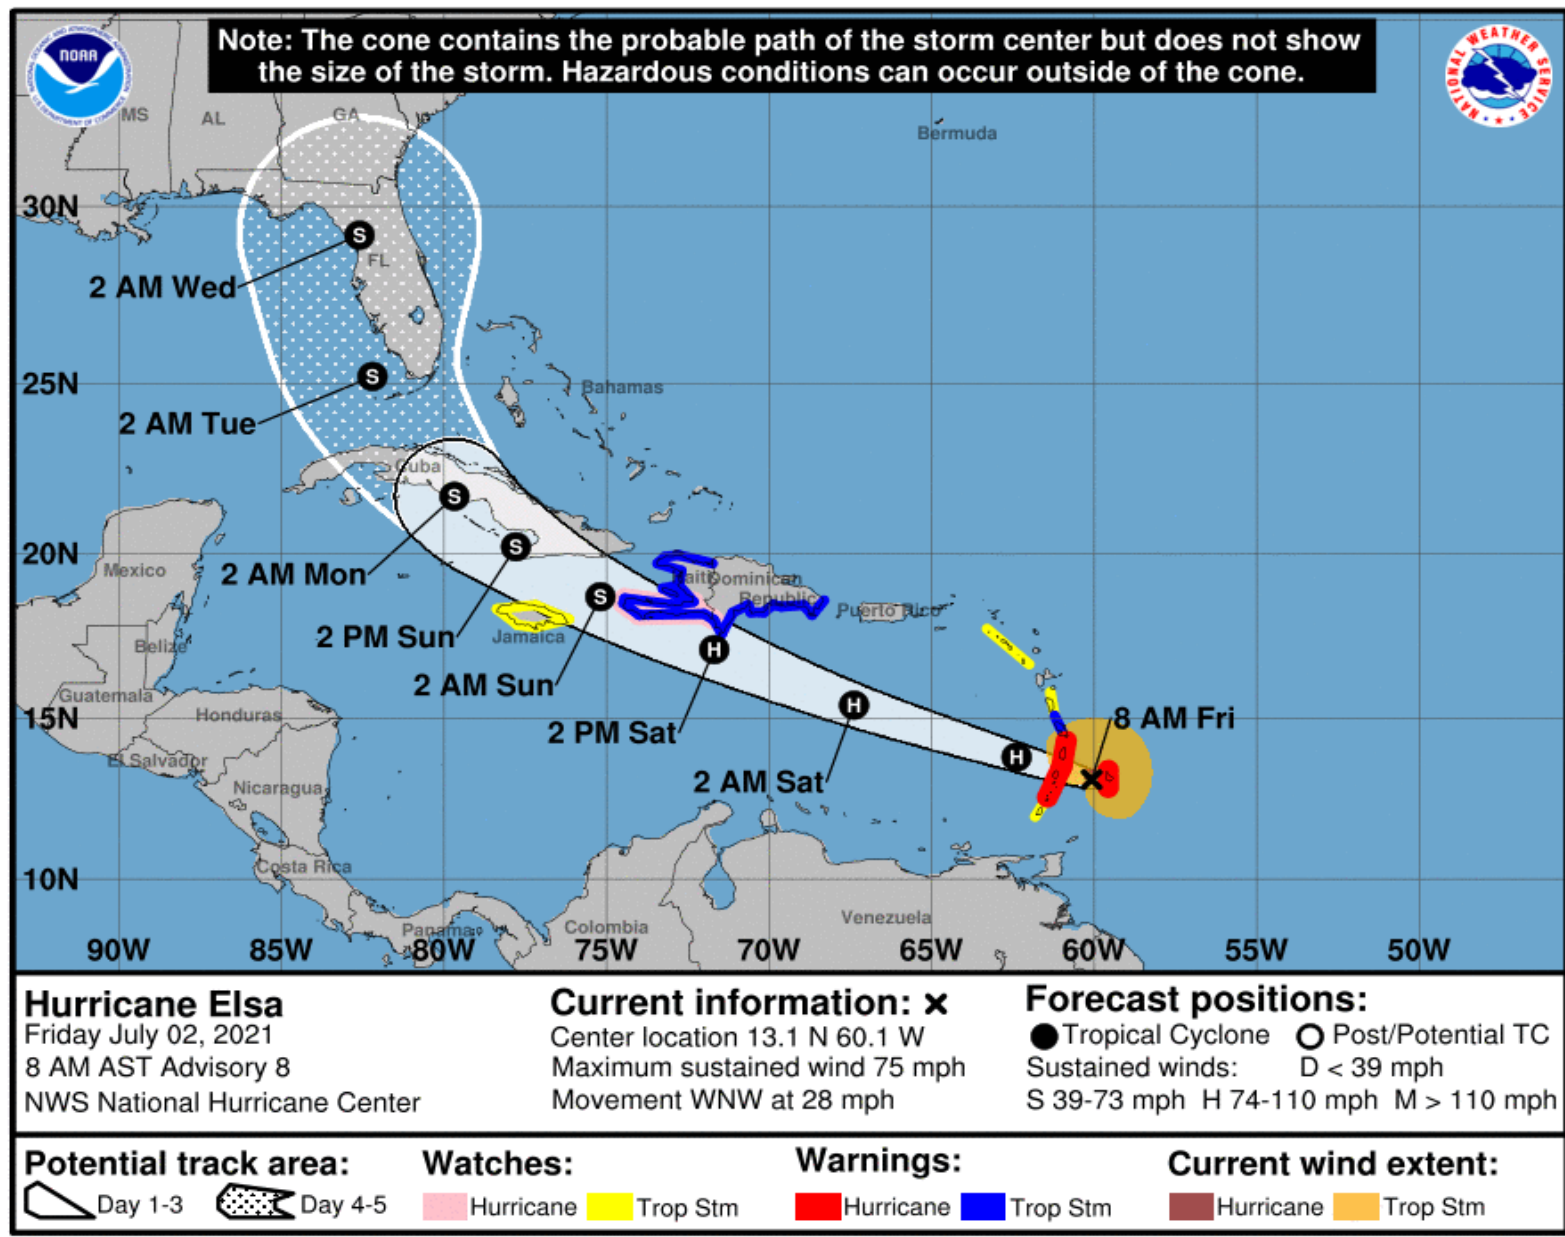 Note: The cone contains the probable path of the storm center but does not show
the size of the storm. Hazardous conditions can occur outside of the cone.
NOAA
NATIONAL WEATHER SERVICE
MS
AL
GA
Bermuda
30N
FL
2 AM Wed
25N
Bahamas
2 AM Tue
Cuba
20N
Mexico
2 AM Mon
Haiti
Dominican
Republic
Puerto Rico
2 PM Sun
Jamaica
Belize
2 AM Sun
Guatemala
15N
Honduras
2 PM Sat
8 AM Fri
El Salvador
Nicaragua
2 AM Sat
10N
Costa Rica
Panama
Colombia
Venezuela
90W 85W 80W 75W 70W 65W 60W 55W 50W
S
S
S
S
S
H
H
H
Hurricane Elsa
Friday July 02, 2021
8 AM AST Advisory 8
NWS National Hurricane Center
Current information: x
Center location 13.1 N 60.1 W
Maximum sustained wind 75 mph
Movement WNW at 28 mph
Forecast positions:
Tropical Cyclone Post/Potential TC
Sustained winds: D < 39 mph
S 39-73 mph H 74-110 mph M > 110 mph
Potential track area:
Day 1-3 Day 4-5
Watches:
Hurricane Trop Stm
Warnings:
Hurricane Trop Stm
Current wind extent:
Hurricane Trop Stm